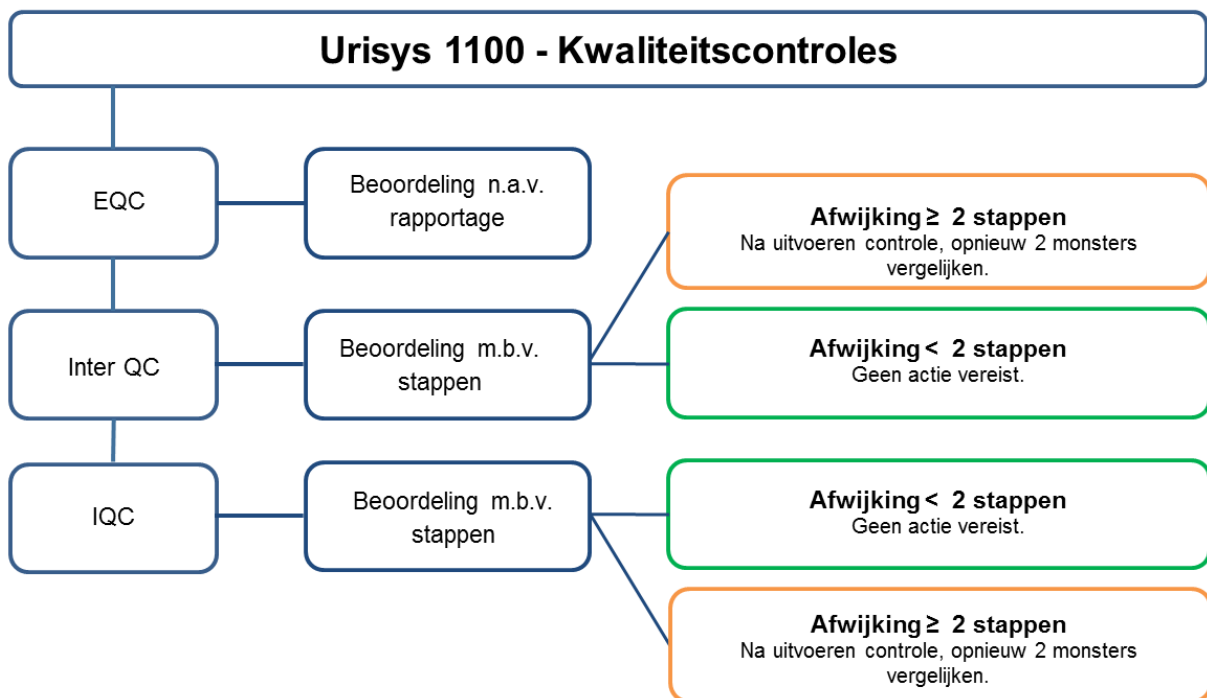 Urisys 1100 - Kwaliteitscontroles
EQC
Beoordeling n.a.v.
rapportage
Afwijking ≥ 2 stappen
Na uitvoeren controle, opnieuw 2 monsters
vergelijken.
Inter QC
Beoordeling m.b.v.
stappen
Afwijking < 2 stappen
Geen actie vereist.
IQC
Beoordeling m.b.v.
stappen
Afwijking < 2 stappen
Geen actie vereist.
Afwijking ≥ 2 stappen
Na uitvoeren controle, opnieuw 2 monsters
vergelijken.